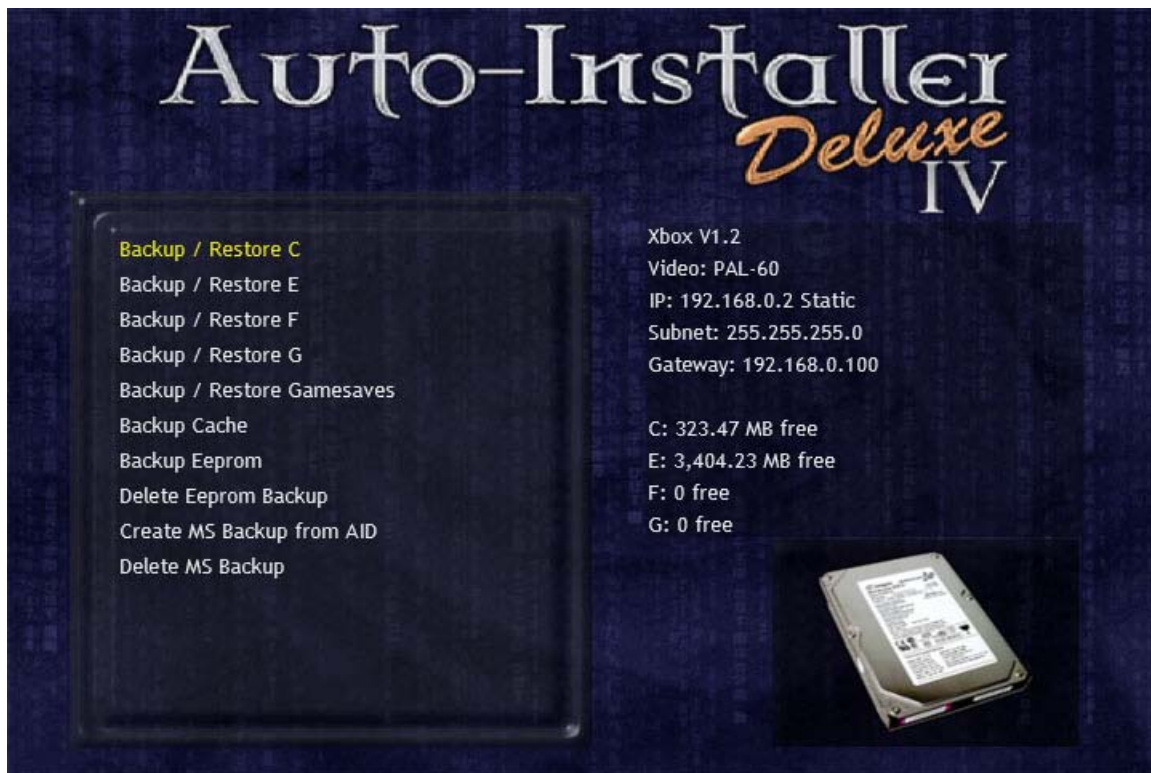 Auto-Installer
Deluxe
IV
Backup / Restore C
Backup / Restore E
Backup / Restore F
Backup / Restore G
Backup / Restore Gamesaves
Backup Cache
Backup Eeprom
Delete Eeprom Backup
Create MS Backup from AID
Delete MS Backup
Xbox V1.2
Video: PAL-60
IP: 192.168.0.2 Static
Subnet: 255.255.255.0
Gateway: 192.168.0.100
C: 323.47 MB free
E: 3,404.23 MB free
F: 0 free
G: 0 free